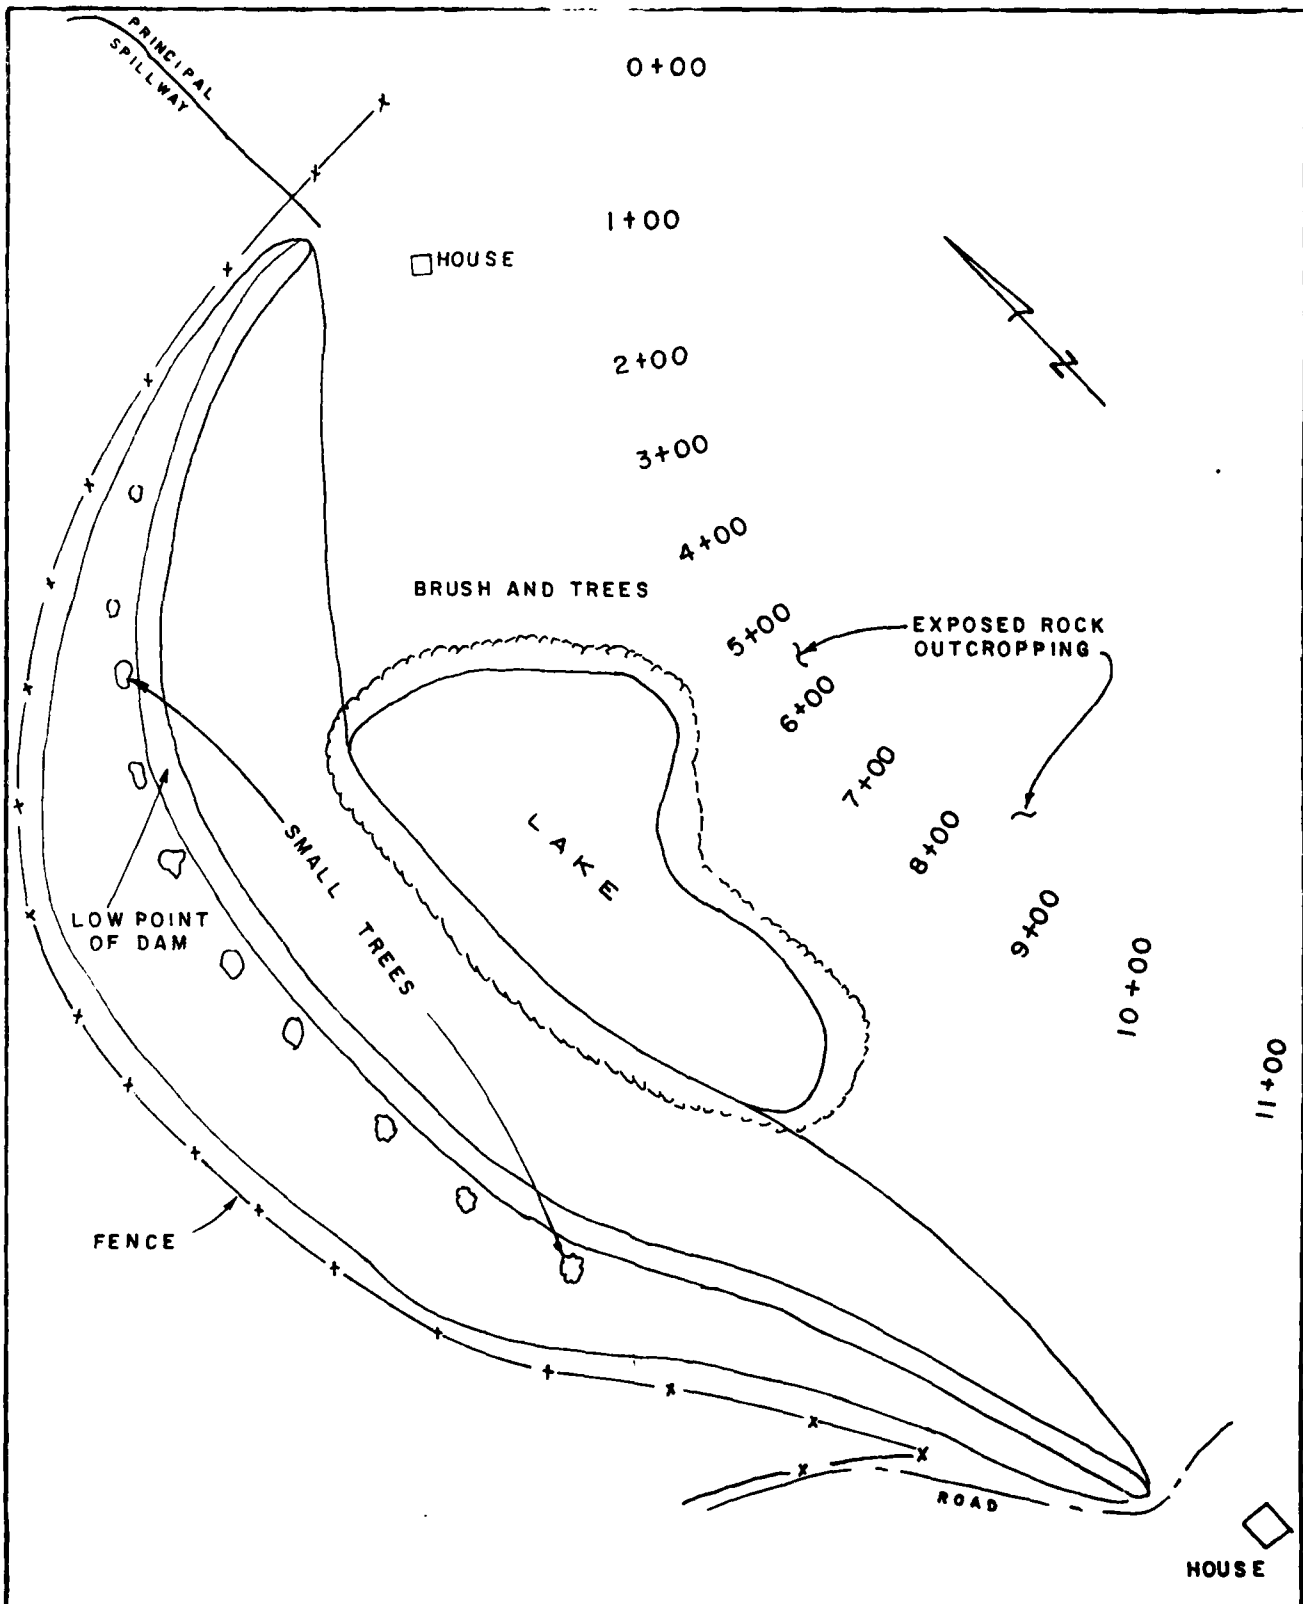 PRINCIPAL
SPILLWAY
0+00
1+00
HOUSE
N
2+00
3+00
4+00
BRUSH AND TREES
5+00
EXPOSED ROCK
OUTCROPPING
6+00
7+00
8+00
LAKE
SMALL TREES
9+00
LOW POINT
OF DAM
10+00
11+00
FENCE
ROAD
HOUSE